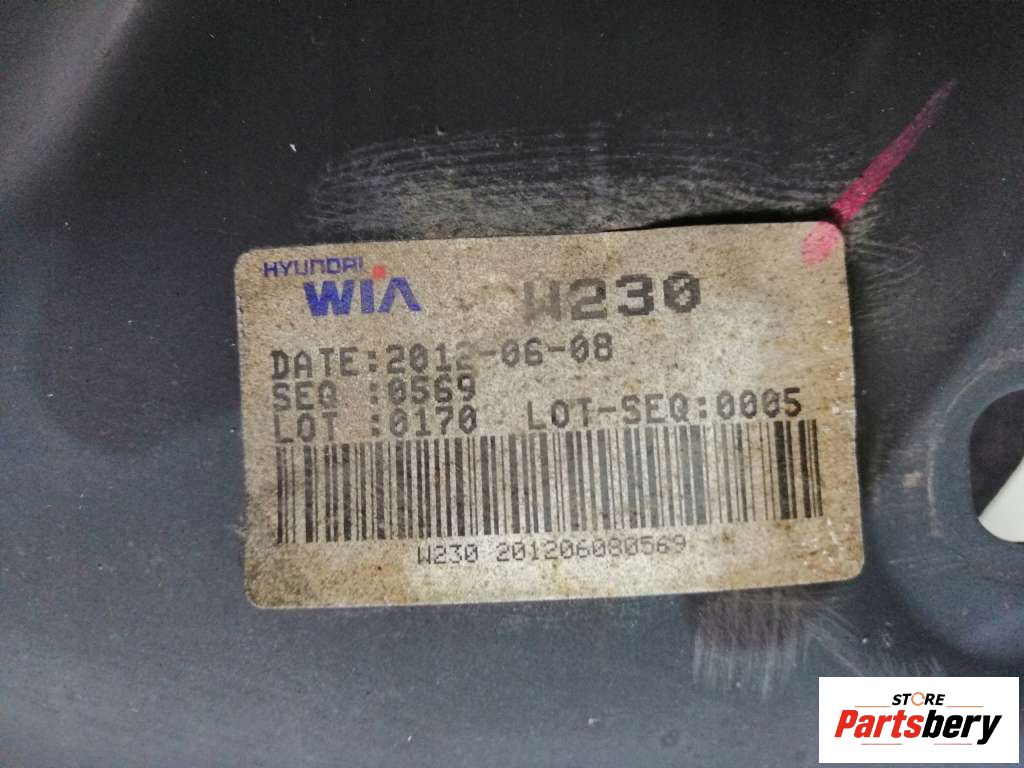 HYUNDAI
WIA W230
DATE:2012-06-08
SEQ :0569
LOT :0170 LOT-SEQ:0005
W230 201206080569
STORE
Partsbery